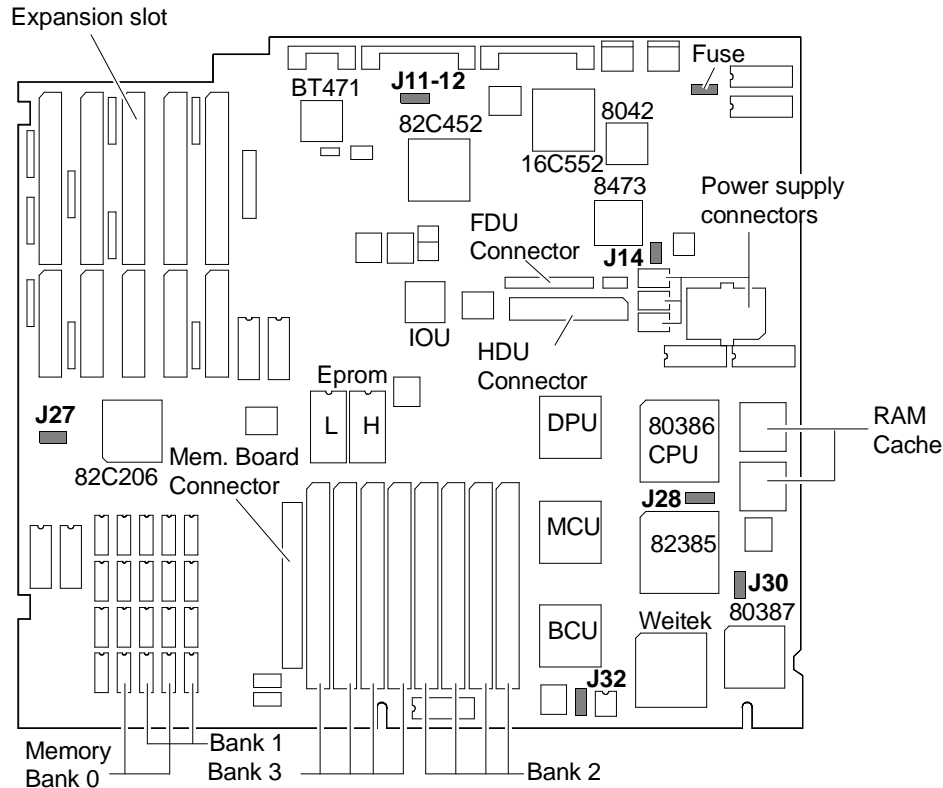 Expansion slot
Fuse
BT471
J11-12
82C452
8042
16C552
8473
Power supply
connectors
FDU
Connector
J14
IOU
HDU
Connector
Eprom
L
H
J27
82C206
DPU
80386
CPU
RAM
Cache
Mem. Board
Connector
J28
MCU
82385
J30
80387
Weitek
BCU
J32
Memory
Bank 0
Bank 1
Bank 3
Bank 2